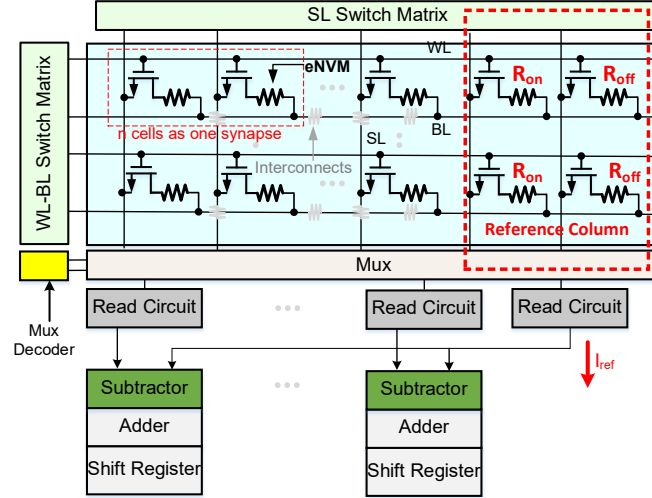 SL Switch Matrix
WL-BL Switch Matrix
WL
eNVM
Ron
Roff
n cells as one synapse
BL
SL
Interconnects
Ron
Roff
Reference Column
Mux
Mux
Decoder
Read Circuit
Read Circuit
Read Circuit
Iref
Subtractor
Adder
Shift Register
Subtractor
Adder
Shift Register